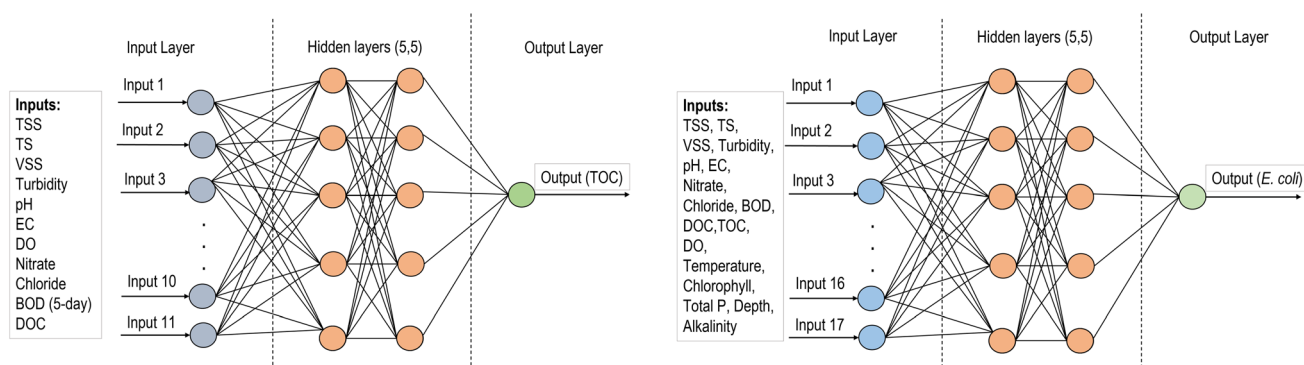 Input Layer
Hidden layers (5,5)
Output Layer
Inputs:
TSS
TS
VSS
Turbidity
pH
EC
DO
Nitrate
Chloride
BOD (5-day)
DOC
Input 1
Input 2
Input 3
Input 10
Input 11
Output (TOC)
Input Layer
Hidden layers (5,5)
Output Layer
Inputs:
TSS, TS,
VSS, Turbidity,
pH, EC,
Nitrate,
Chloride, BOD,
DOC,TOC,
DO,
Temperature,
Chlorophyll,
Total P, Depth,
Alkalinity
Input 1
Input 2
Input 3
Input 16
Input 17
Output (E. coli)